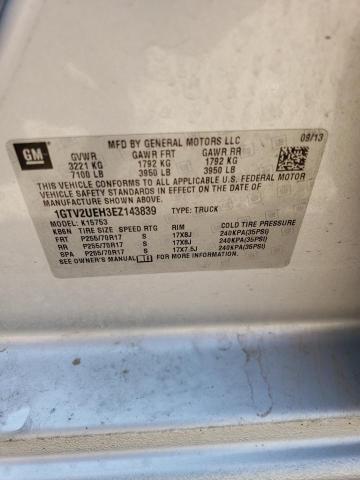 MFD BY GENERAL MOTORS LLC 09/13
GM
GVWR GAWR FRT GAWR RR
3221 KG 1792 KG 1792 KG
7100 LB 3950 LB 3950 LB
THIS VEHICLE CONFORMS TO ALL APPLICABLE U.S. FEDERAL MOTOR
VEHICLE SAFETY STANDARDS IN EFFECT ON THE DATE OF
MANUFACTURE SHOWN ABOVE.
1GTV2UEH3EZ143839 TYPE: TRUCK
MODEL: K15753
KB6N TIRE SIZE SPEED RTG RIM COLD TIRE PRESSURE
FRT P255/70R17 S 17X8J 240KPA(35PSI)
RR P255/70R17 S 17X8J 240KPA(35PSI)
SPA P265/70R17 S 17X7.5J 240KPA(35PSI)
SEE OWNER'S MANUAL FOR MORE INFORMATION.